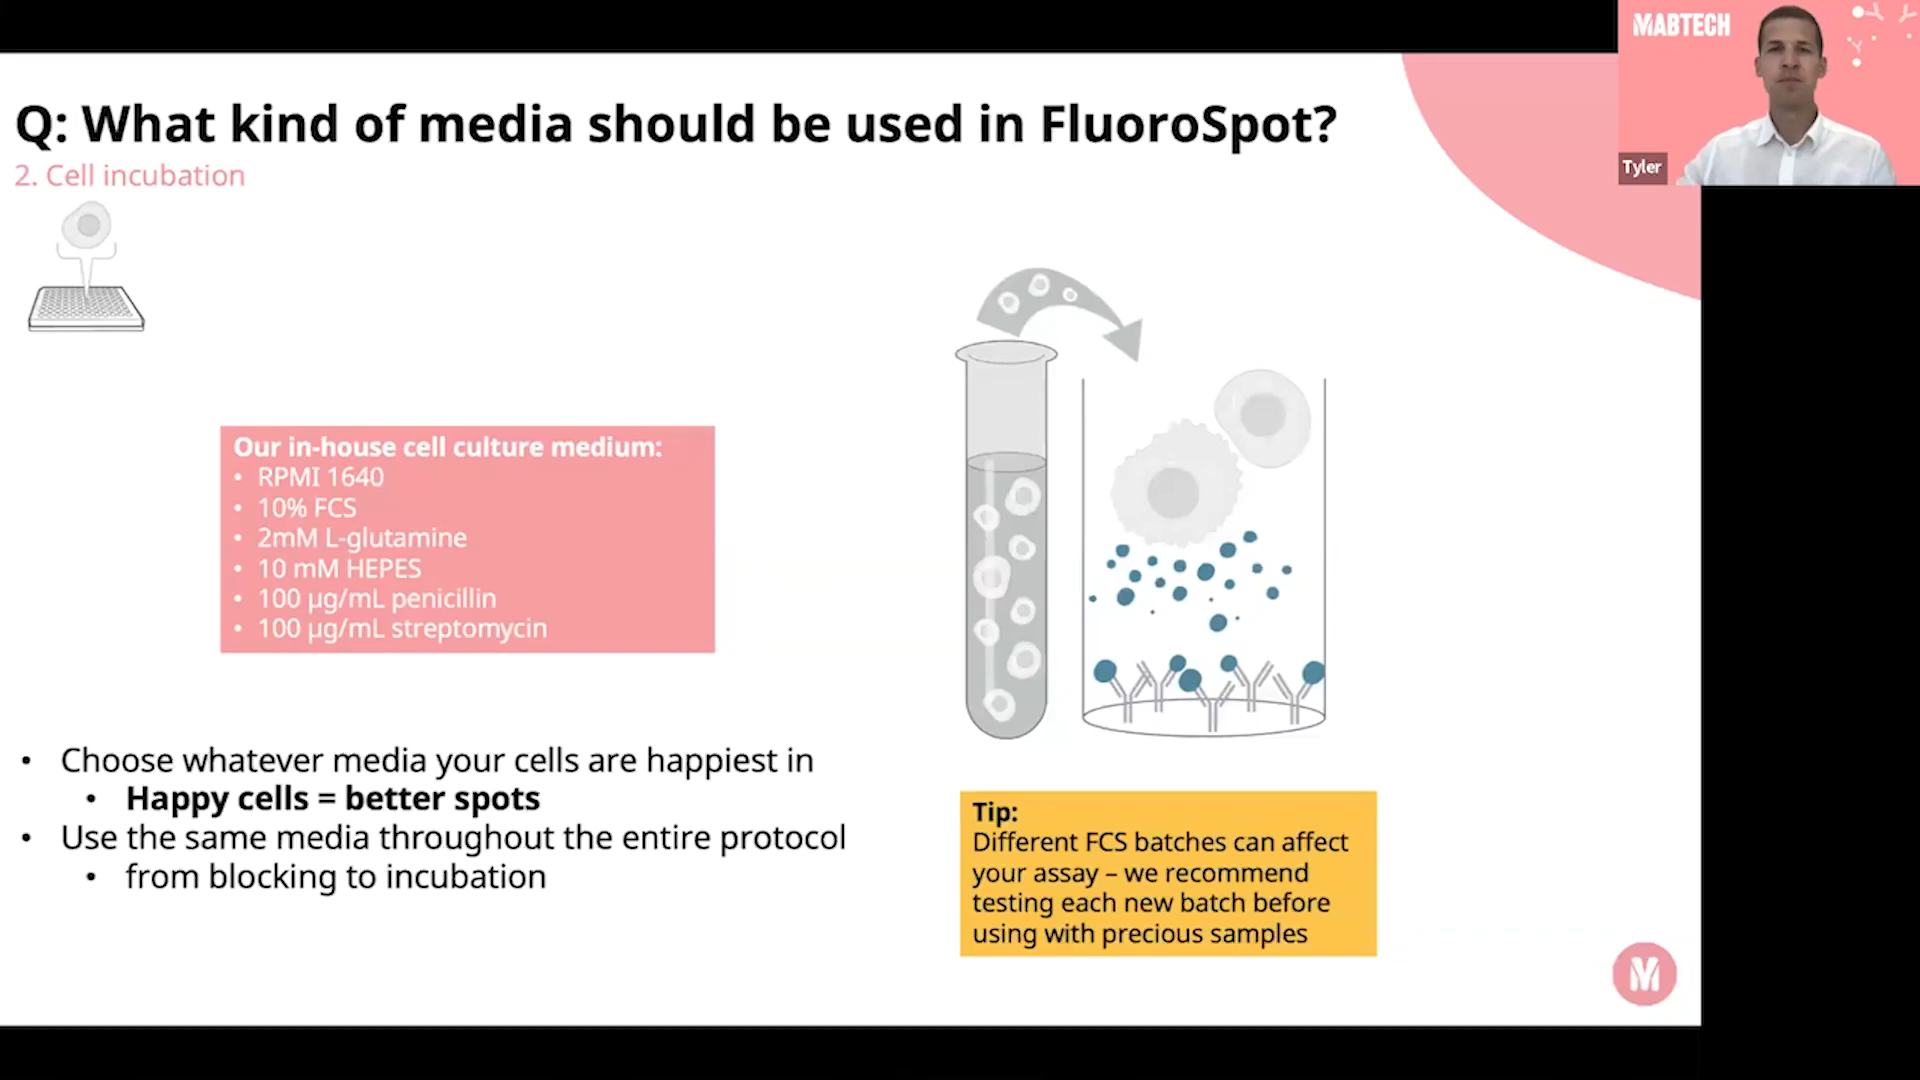 MABTECH
Tyler
Q: What kind of media should be used in FluoroSpot?
2. Cell incubation
Our in-house cell culture medium:
• RPMI 1640
• 10% FCS
• 2mM L-glutamine
• 10 mM HEPES
• 100 µg/mL penicillin
• 100 µg/mL streptomycin
• Choose whatever media your cells are happiest in
• Happy cells = better spots
• Use the same media throughout the entire protocol
• from blocking to incubation
Tip:
Different FCS batches can affect
your assay – we recommend
testing each new batch before
using with precious samples
M